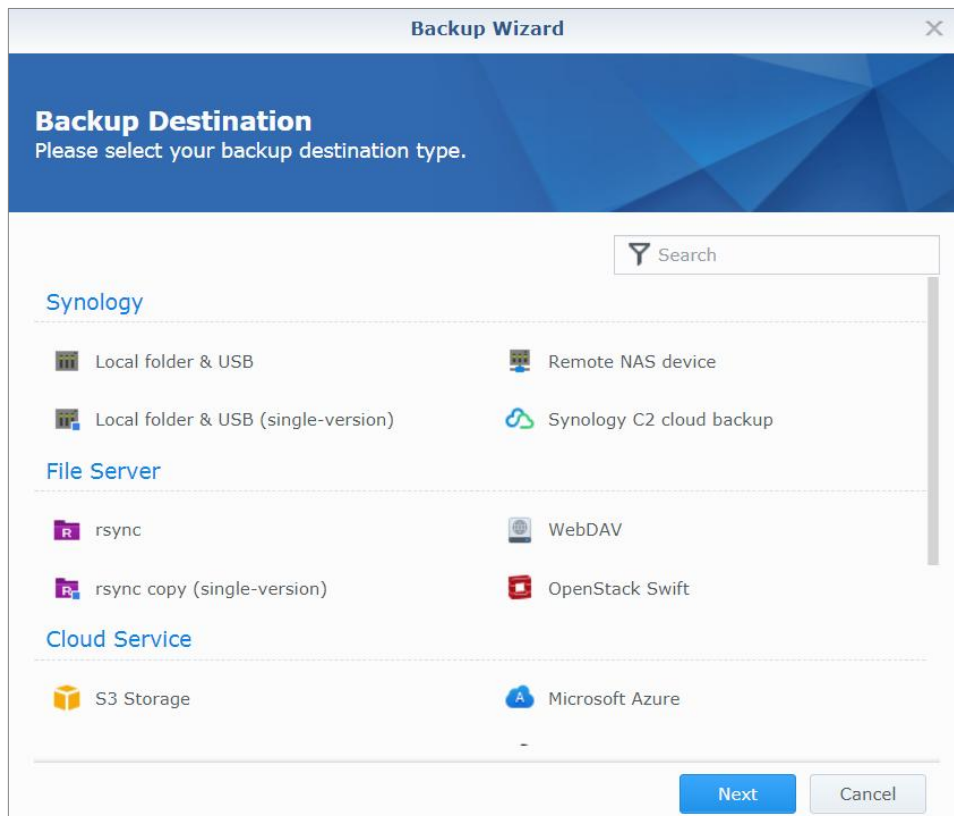 Backup Wizard
Backup Destination
Please select your backup destination type.
Search
Synology
Local folder & USB
Remote NAS device
Local folder & USB (single-version)
Synology C2 cloud backup
File Server
R rsync
WebDAV
R rsync copy (single-version)
OpenStack Swift
Cloud Service
S3 Storage
A Microsoft Azure
Next
Cancel